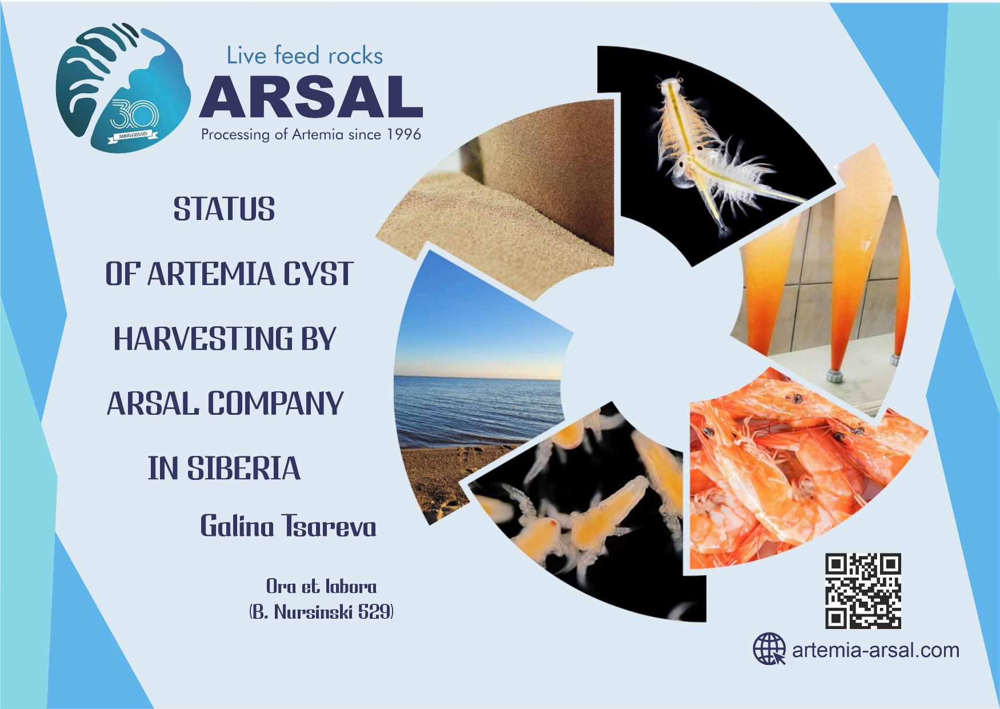 Live feed rocks
ARSAL
Processing of Artemia since 1996
30
ANNIVERSARY
STATUS
OF ARTEMIA CYST
HARVESTING BY
ARSAL COMPANY
IN SIBERIA
Galina Tsareva
Ora et labora
(B. Nursinski 529)
artemia-arsal.com